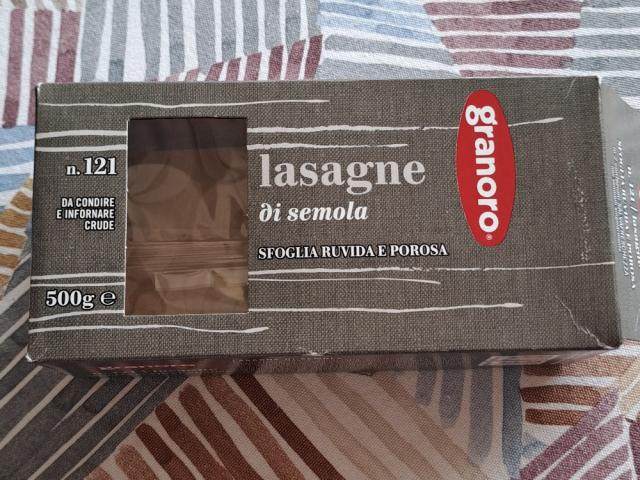 n. 121
DA CONDIRE
E INFORNARE
CRUDE
500g ℮
lasagne
di semola
SFOGLIA RUVIDA E POROSA
granoro®